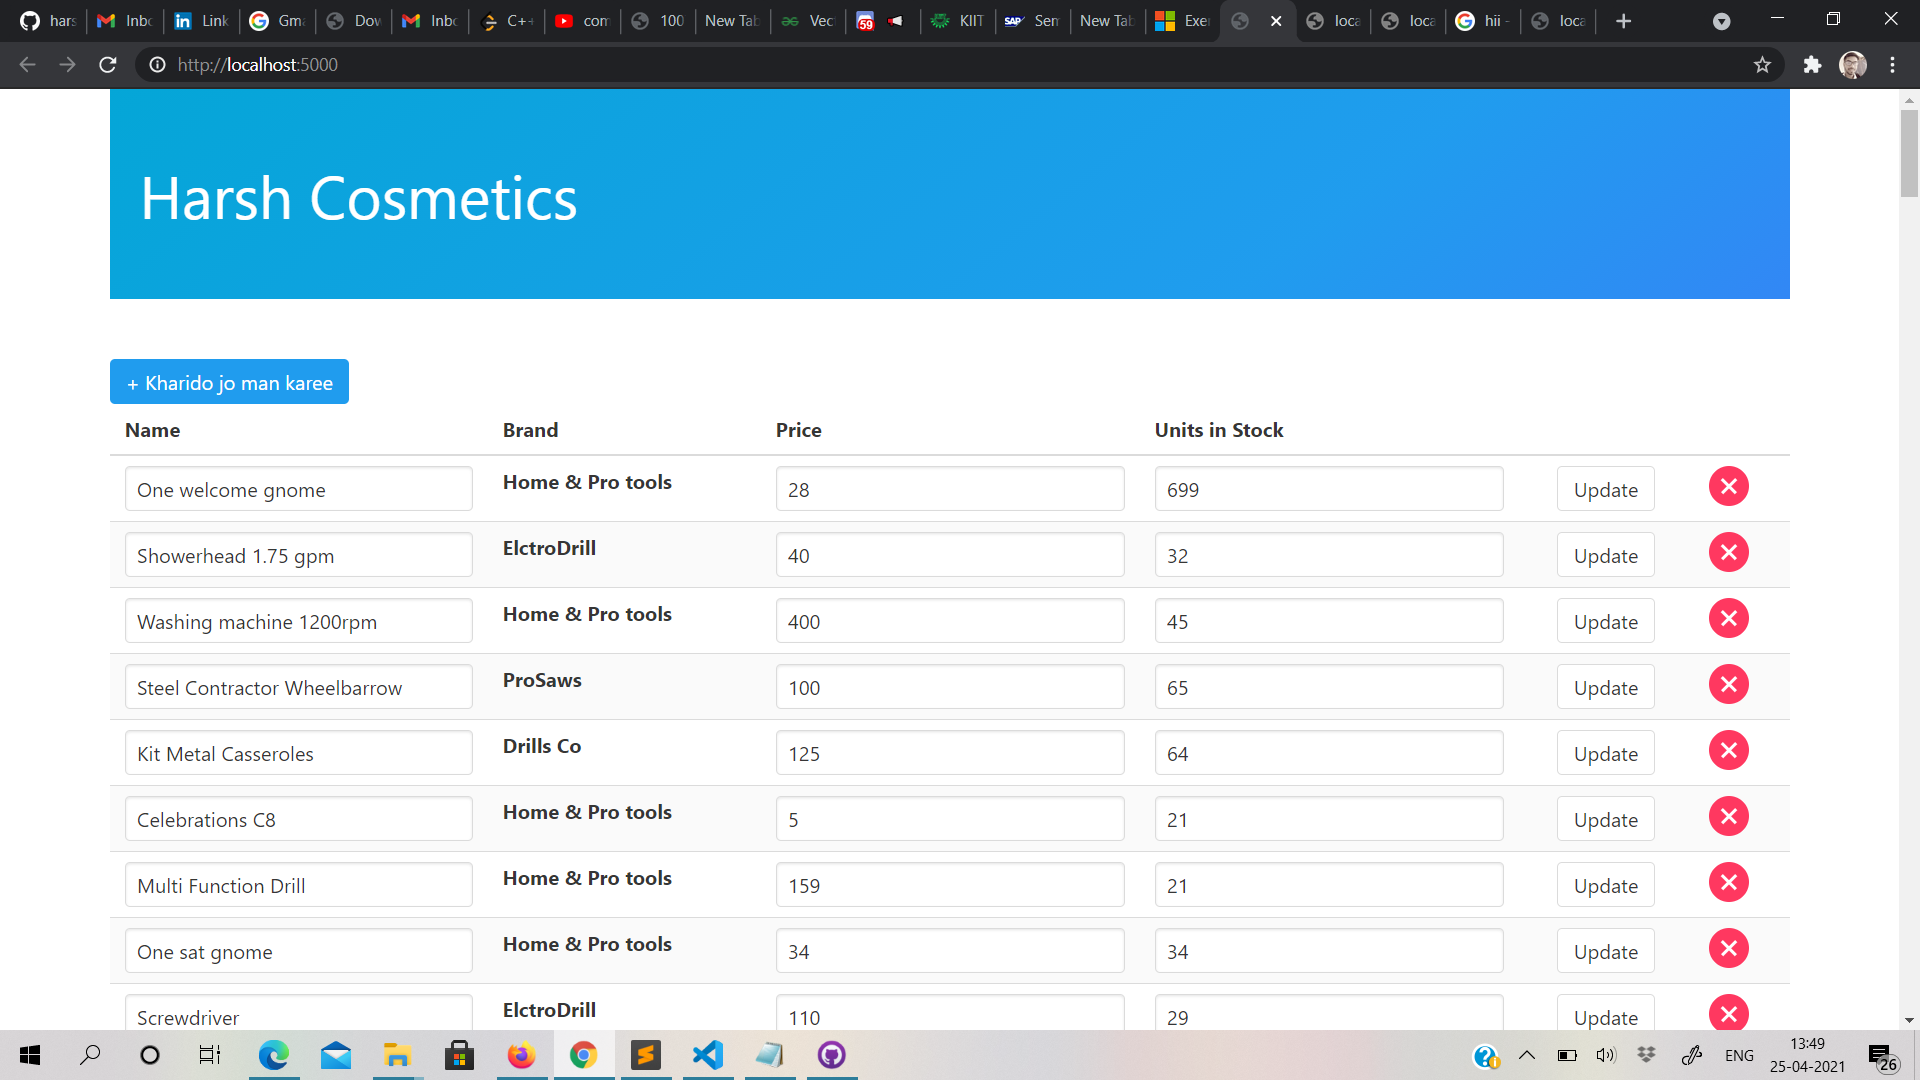 hars Inbo Link Gma Dow Inbo C++ com 100 New Tab Vec 59 KIIT SAP Sem New Tab Exer loca loca hii - loca
http://localhost:5000
Harsh Cosmetics
+ Kharido jo man karee
Name Brand Price Units in Stock
One welcome gnome Home & Pro tools 28 699 Update
Showerhead 1.75 gpm ElctroDrill 40 32 Update
Washing machine 1200rpm Home & Pro tools 400 45 Update
Steel Contractor Wheelbarrow ProSaws 100 65 Update
Kit Metal Casseroles Drills Co 125 64 Update
Celebrations C8 Home & Pro tools 5 21 Update
Multi Function Drill Home & Pro tools 159 21 Update
One sat gnome Home & Pro tools 34 34 Update
Screwdriver ElctroDrill 110 29 Update
ENG 13:49
25-04-2021 26